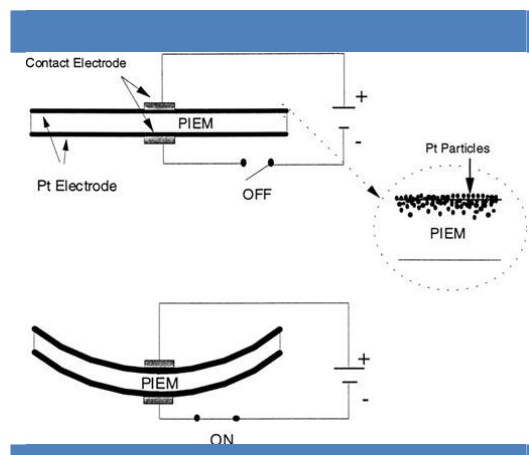 Contact Electrode
+
PIEM
-
Pt Electrode
OFF
Pt Particles
PIEM
+
PIEM
-
ON